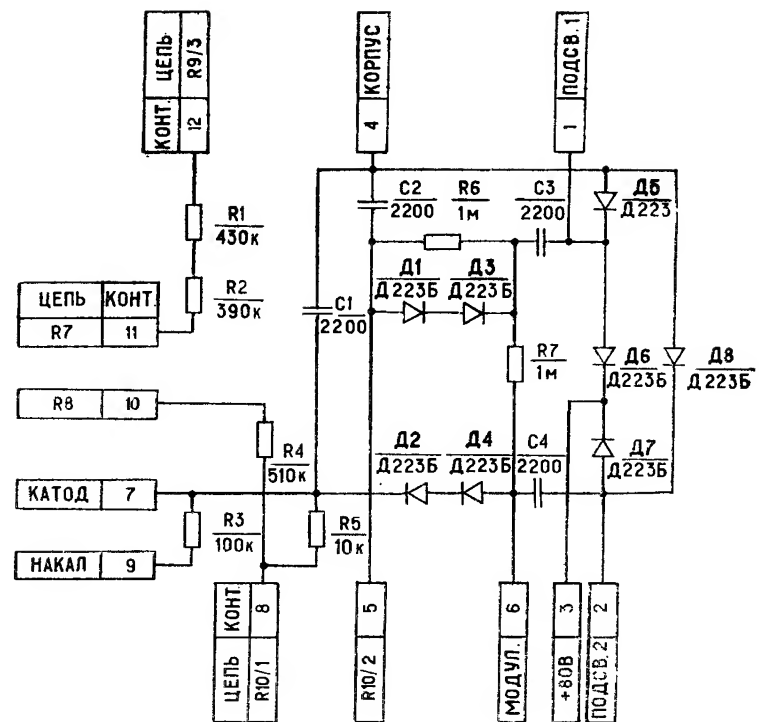 ЦЕПЬ R9/3
КОНТ. 12
КОРПУС
4
ПОДСВ.1
1
C2
2200
R6
1м
C3
2200
Д5
Д223
R1
430к
R2
390к
ЦЕПЬ КОНТ.
R7 11
C1
2200
Д1
Д223Б
Д3
Д223Б
R7
1м
Д6
Д223Б
Д8
Д223Б
R8 10
R4
510к
Д2
Д223Б
Д4
Д223Б
C4
2200
Д7
Д223Б
КАТОД 7
R3
100к
R5
10к
НАКАЛ 9
КОНТ. 8
ЦЕПЬ R10/1
5
R10/2
6
МОДУЛ.
3
+80В
2
ПОДСВ.2